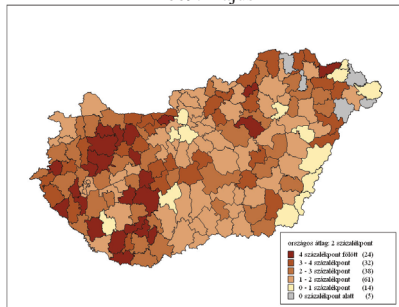 országos átlag: 2 százalékpont
4 százalékpont fölött (24)
3 - 4 százalékpont (32)
2 - 3 százalékpont (38)
1 - 2 százalékpont (61)
0 - 1 százalékpont (14)
0 százalékpont alatt (5)